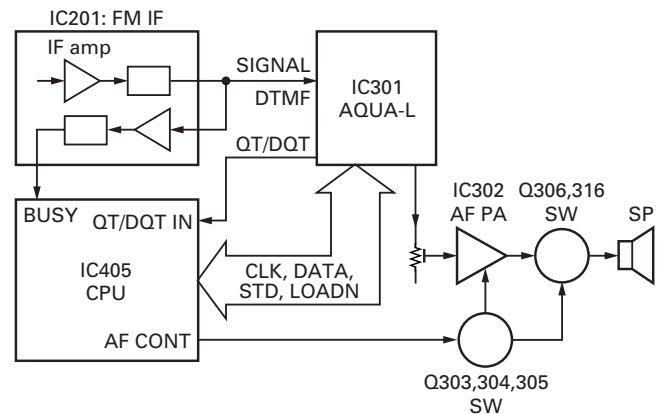 IC201: FM IF
IF amp
SIGNAL
DTMF
IC301
AQUA-L
QT/DQT
IC302
AF PA
Q306,316
SW
SP
BUSY
QT/DQT IN
IC405
CPU
CLK, DATA,
STD, LOADN
AF CONT
Q303,304,305
SW